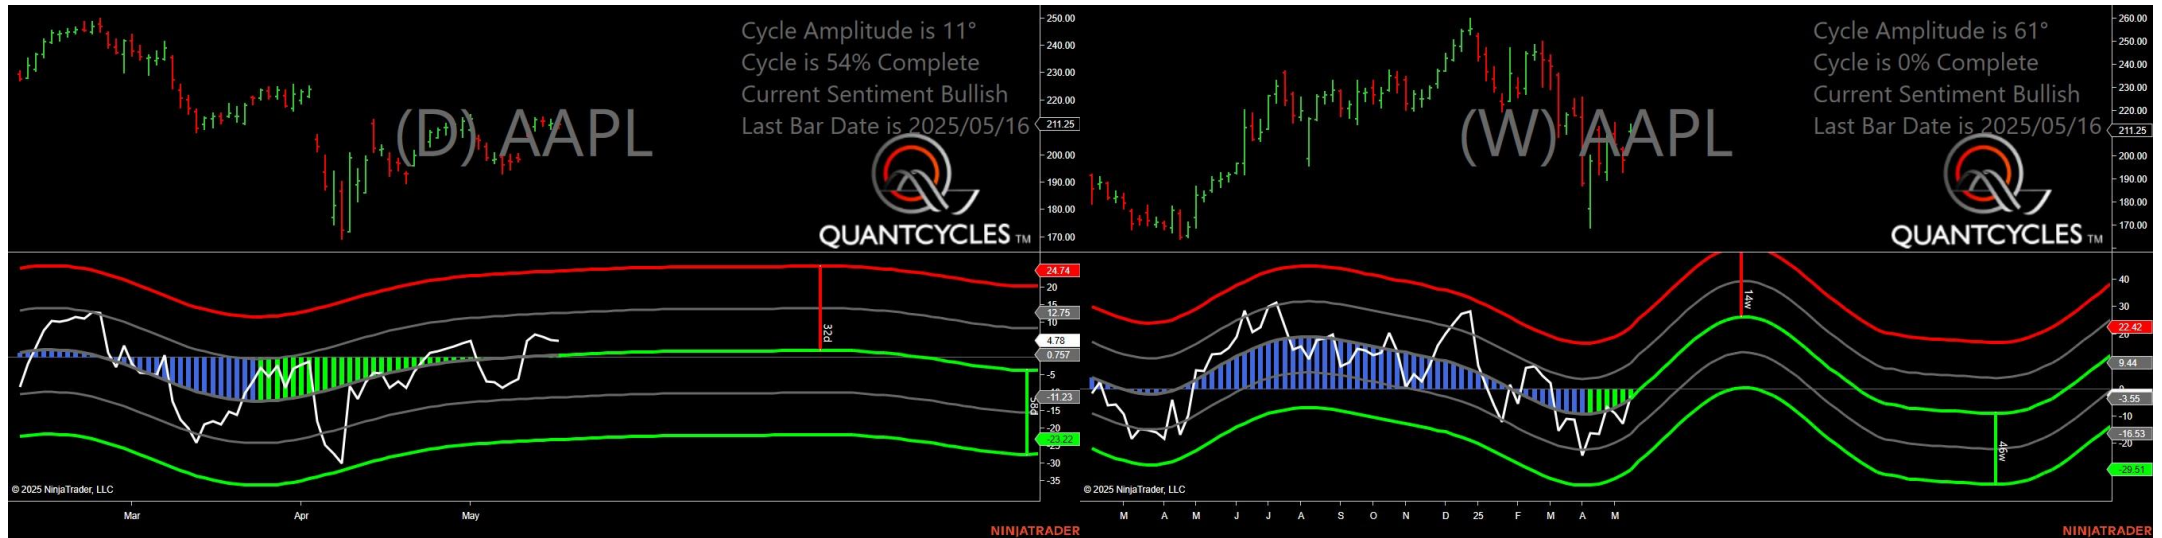 Cycle Amplitude is 11°
Cycle is 54% Complete
Current Sentiment Bullish
Last Bar Date is 2025/05/16
(D) AAPL
QUANTCYCLES TM
250.00
240.00
230.00
220.00
211.25
200.00
190.00
180.00
170.00
24.74
20
15
12.75
10
4.78
0.757
-5
-11.23
-15
-20
-23.22
-30
-35
32d
58d
© 2025 NinjaTrader, LLC
Mar Apr May
NINJATRADER
Cycle Amplitude is 61°
Cycle is 0% Complete
Current Sentiment Bullish
Last Bar Date is 2025/05/16
(W) AAPL
QUANTCYCLES TM
260.00
250.00
240.00
230.00
220.00
211.25
200.00
190.00
180.00
170.00
40
30
22.42
20
9.44
0
-3.55
-10
-16.53
-20
-29.51
14w
46w
© 2025 NinjaTrader, LLC
M A M J J A S O N D 25 F M A M
NINJATRADER